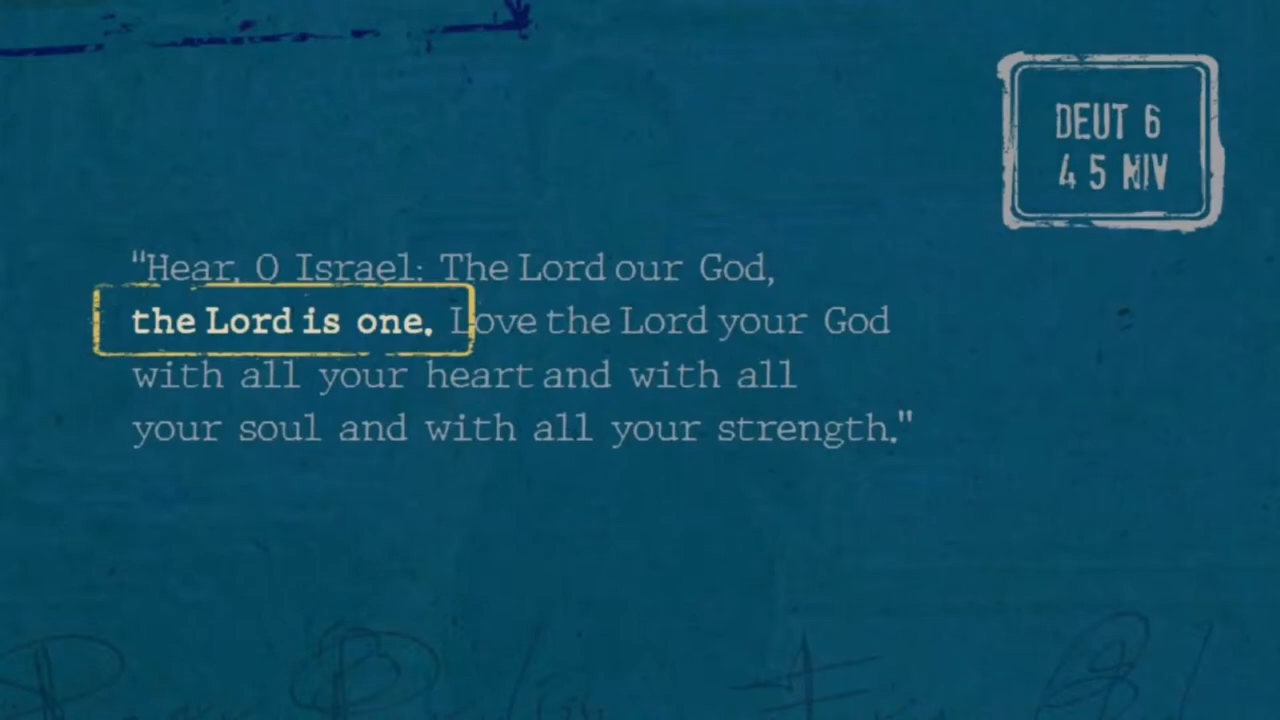 DEUT 6
4 5 NIV
"Hear, O Israel: The Lord our God,
the Lord is one. Love the Lord your God
with all your heart and with all
your soul and with all your strength."